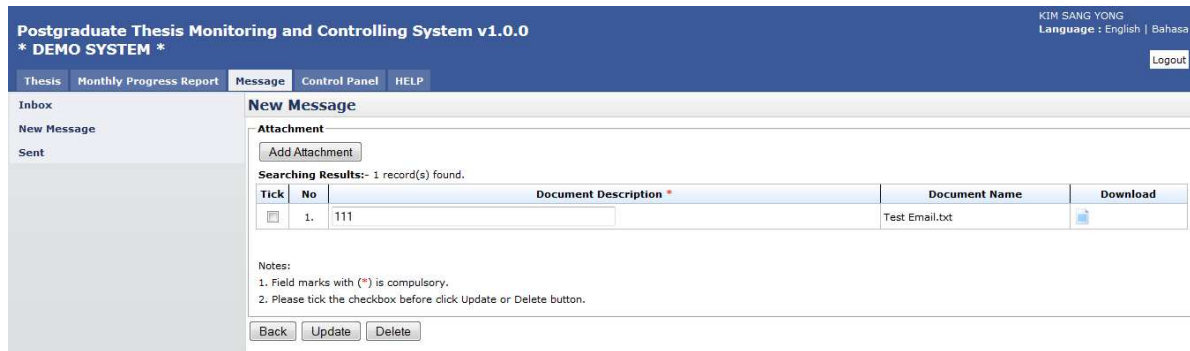 KIM SANG YONG
Language : English | Bahasa
Postgraduate Thesis Monitoring and Controlling System v1.0.0
* DEMO SYSTEM *
Logout
Thesis Monthly Progress Report Message Control Panel HELP
Inbox
New Message
Sent
New Message
Attachment
Add Attachment
Searching Results:- 1 record(s) found.
Tick No Document Description * Document Name Download
1. 111 Test Email.txt
Notes:
1. Field marks with (*) is compulsory.
2. Please tick the checkbox before click Update or Delete button.
Back Update Delete